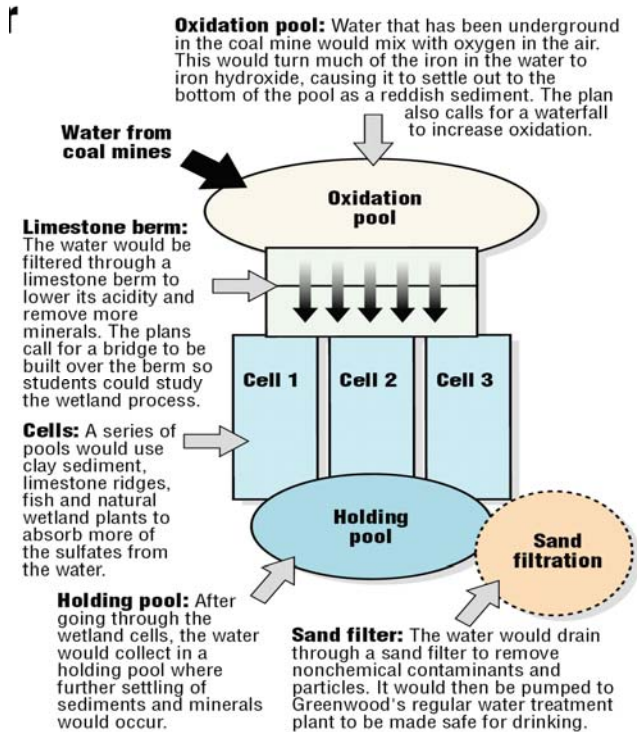 r
Oxidation pool: Water that has been underground
in the coal mine would mix with oxygen in the air.
This would turn much of the iron in the water to
iron hydroxide, causing it to settle out to the
bottom of the pool as a reddish sediment. The plan
also calls for a waterfall
to increase oxidation.
Water from
coal mines
Oxidation
pool
Limestone berm:
The water would be
filtered through a
limestone berm to
lower its acidity and
remove more
minerals. The plans
call for a bridge to be
built over the berm so
students could study
the wetland process.
Cell 1
Cell 2
Cell 3
Cells: A series of
pools would use
clay sediment,
limestone ridges,
fish and natural
wetland plants to
absorb more of
the sulfates from
the water.
Holding
pool
Sand
filtration
Holding pool: After
going through the
wetland cells, the water
would collect in a
holding pool where
further settling of
sediments and minerals
would occur.
Sand filter: The water would drain
through a sand filter to remove
nonchemical contaminants and
particles. It would then be pumped to
Greenwood's regular water treatment
plant to be made safe for drinking.